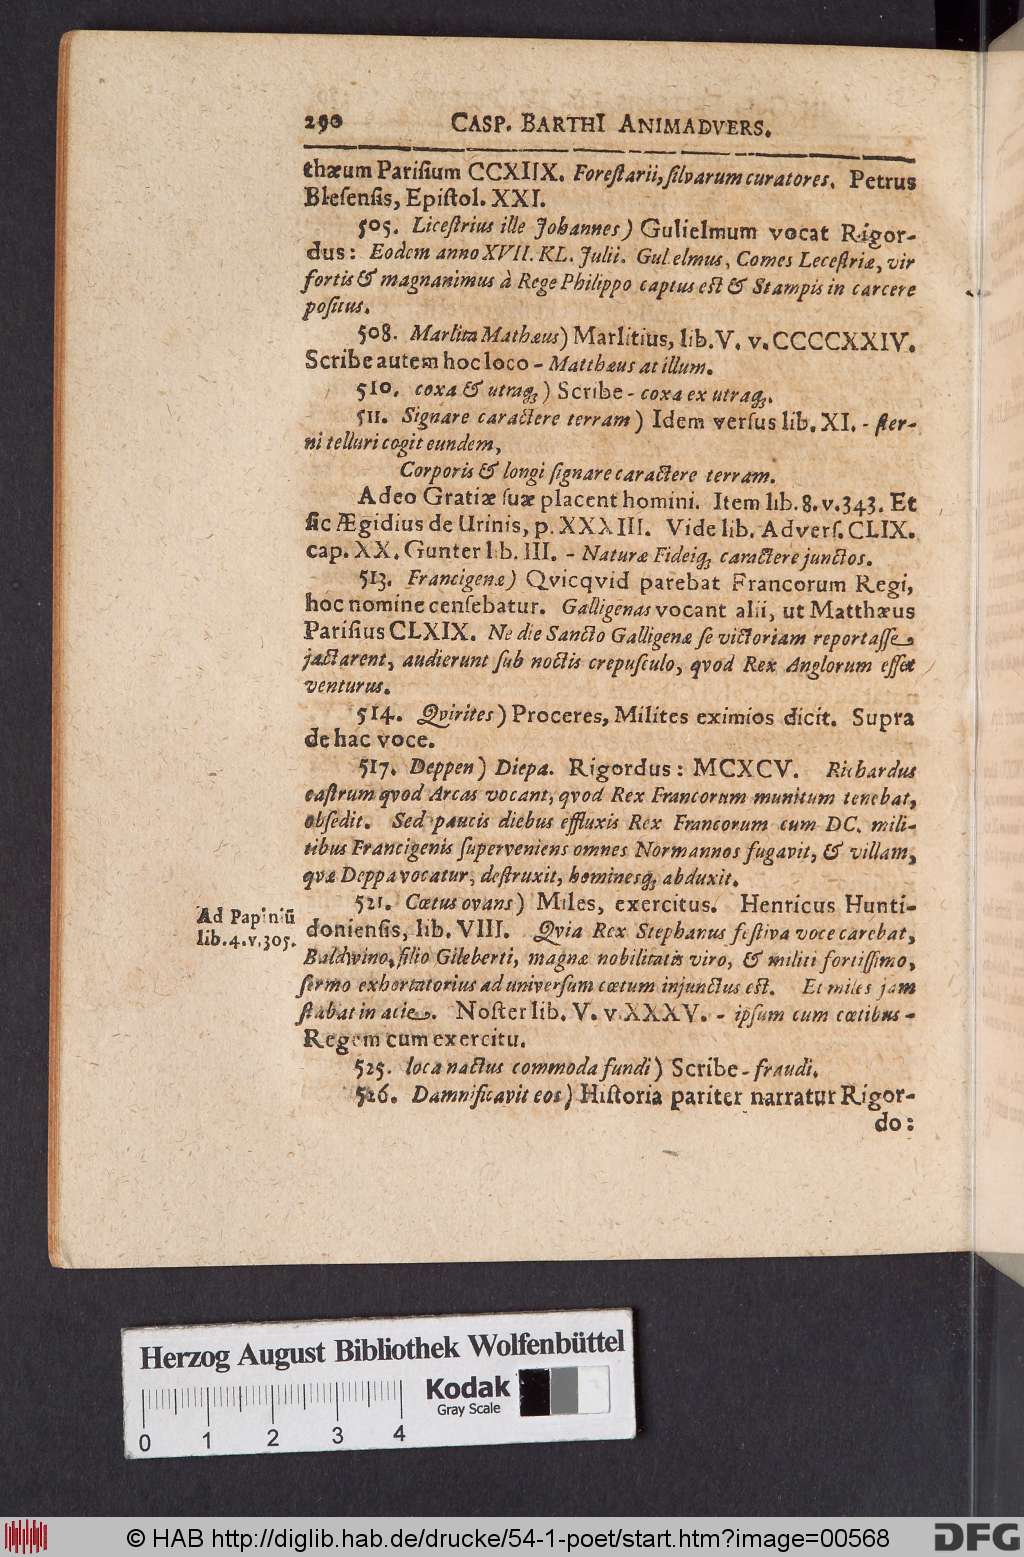 290 CASP. BARTHI ANIMADVERS.
thæum Parisium CCXIIX. Forestarii, silvarum curatores. Petrus
Blesensis, Epistol. XXI.
505. Licestrius ille Johannes) Gulielmum vocat Rigor-
dus: Eodem anno XVII. KL. Julii. Gulielmus, Comes Lecestriæ, vir
fortis & magnanimus à Rege Philippo captus est & Stampis in carcere
positus.
508. Marlita Mathæus) Marlitius, lib. V. v. CCCCXXIV.
Scribe autem hoc loco - Matthæus at illum.
510. coxa & utraq;) Scribe - coxa ex utraq;.
511. Signare caractere terram) Idem versus lib. XI. - ster-
ni telluri cogit eundem,
Corporis & longi signare caractere terram.
Adeo Gratiæ suæ placent homini. Item lib. 8. v. 343. Et
sic Ægidius de Urinis, p. XXXIII. Vide lib. Advers. CLIX.
cap. XX. Gunter lib. III. - Naturæ Fideiq; caractere junctos.
513. Francigenæ) Qvicqvid parebat Francorum Regi,
hoc nomine censebatur. Galligenas vocant alii, ut Matthæus
Parisius CLXIX. Ne die Sancto Galligenæ se victoriam reportasse
jactarent, audierunt sub noctis crepusculo, qvod Rex Anglorum esset
venturus.
514. Qvirites) Proceres, Milites eximios dicit. Supra
de hac voce.
517. Deppen) Diepa. Rigordus: MCXCV. Richardus
castrum qvod Arcas vocant, qvod Rex Francorum munitum tenebat,
obsedit. Sed paucis diebus effluxis Rex Francorum cum DC. mili-
tibus Francigenis superveniens omnes Normannos fugavit, & villam,
qvæ Deppa vocatur, destruxit, hominesq; abduxit.
521. Cœtus ovans) Miles, exercitus. Henricus Hunti-
Ad Papiniū
lib. 4. v. 305.
doniensis, lib. VIII. Qvia Rex Stephanus festiva voce carebat,
Baldwino, filio Gileberti, magnæ nobilitatis viro, & militi fortissimo,
sermo exhortatorius ad universum cœtum injunctus est. Et miles jam
stabat in acie. Noster lib. V. v. XXXV. - ipsum cum cœtibus -
Regem cum exercitu.
525. loca nactus commoda fundi) Scribe - fraudi.
526. Damnificavit eos) Historia pariter narratur Rigor-
do:
Herzog August Bibliothek Wolfenbüttel
Kodak
Gray Scale
0 1 2 3 4
© HAB http://diglib.hab.de/drucke/54-1-poet/start.htm?image=00568
DFG